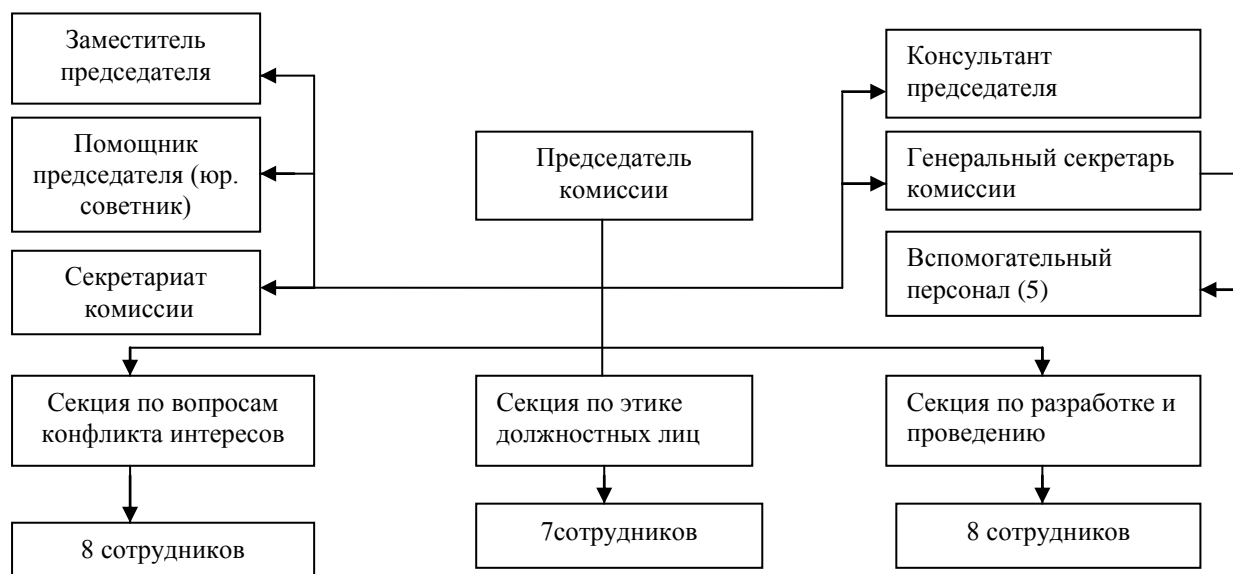 Заместитель
председателя
Помощник
председателя (юр.
советник)
Секретариат
комиссии
Председатель
комиссии
Консультант
председателя
Генеральный секретарь
комиссии
Вспомогательный
персонал (5)
Секция по вопросам
конфликта интересов
Секция по этике
должностных лиц
Секция по разработке и
проведению
8 сотрудников
7сотрудников
8 сотрудников